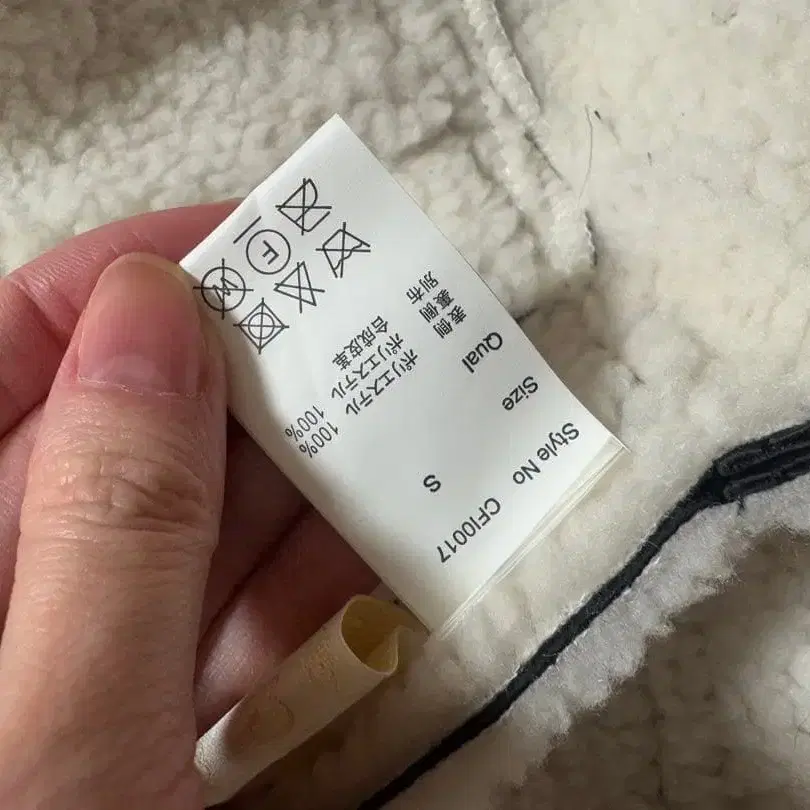 Style No CFI0017
Size S
Qual
表側 ポリエステル 100%
裏側 ポリエステル 100%
別布 合成皮革
F
W